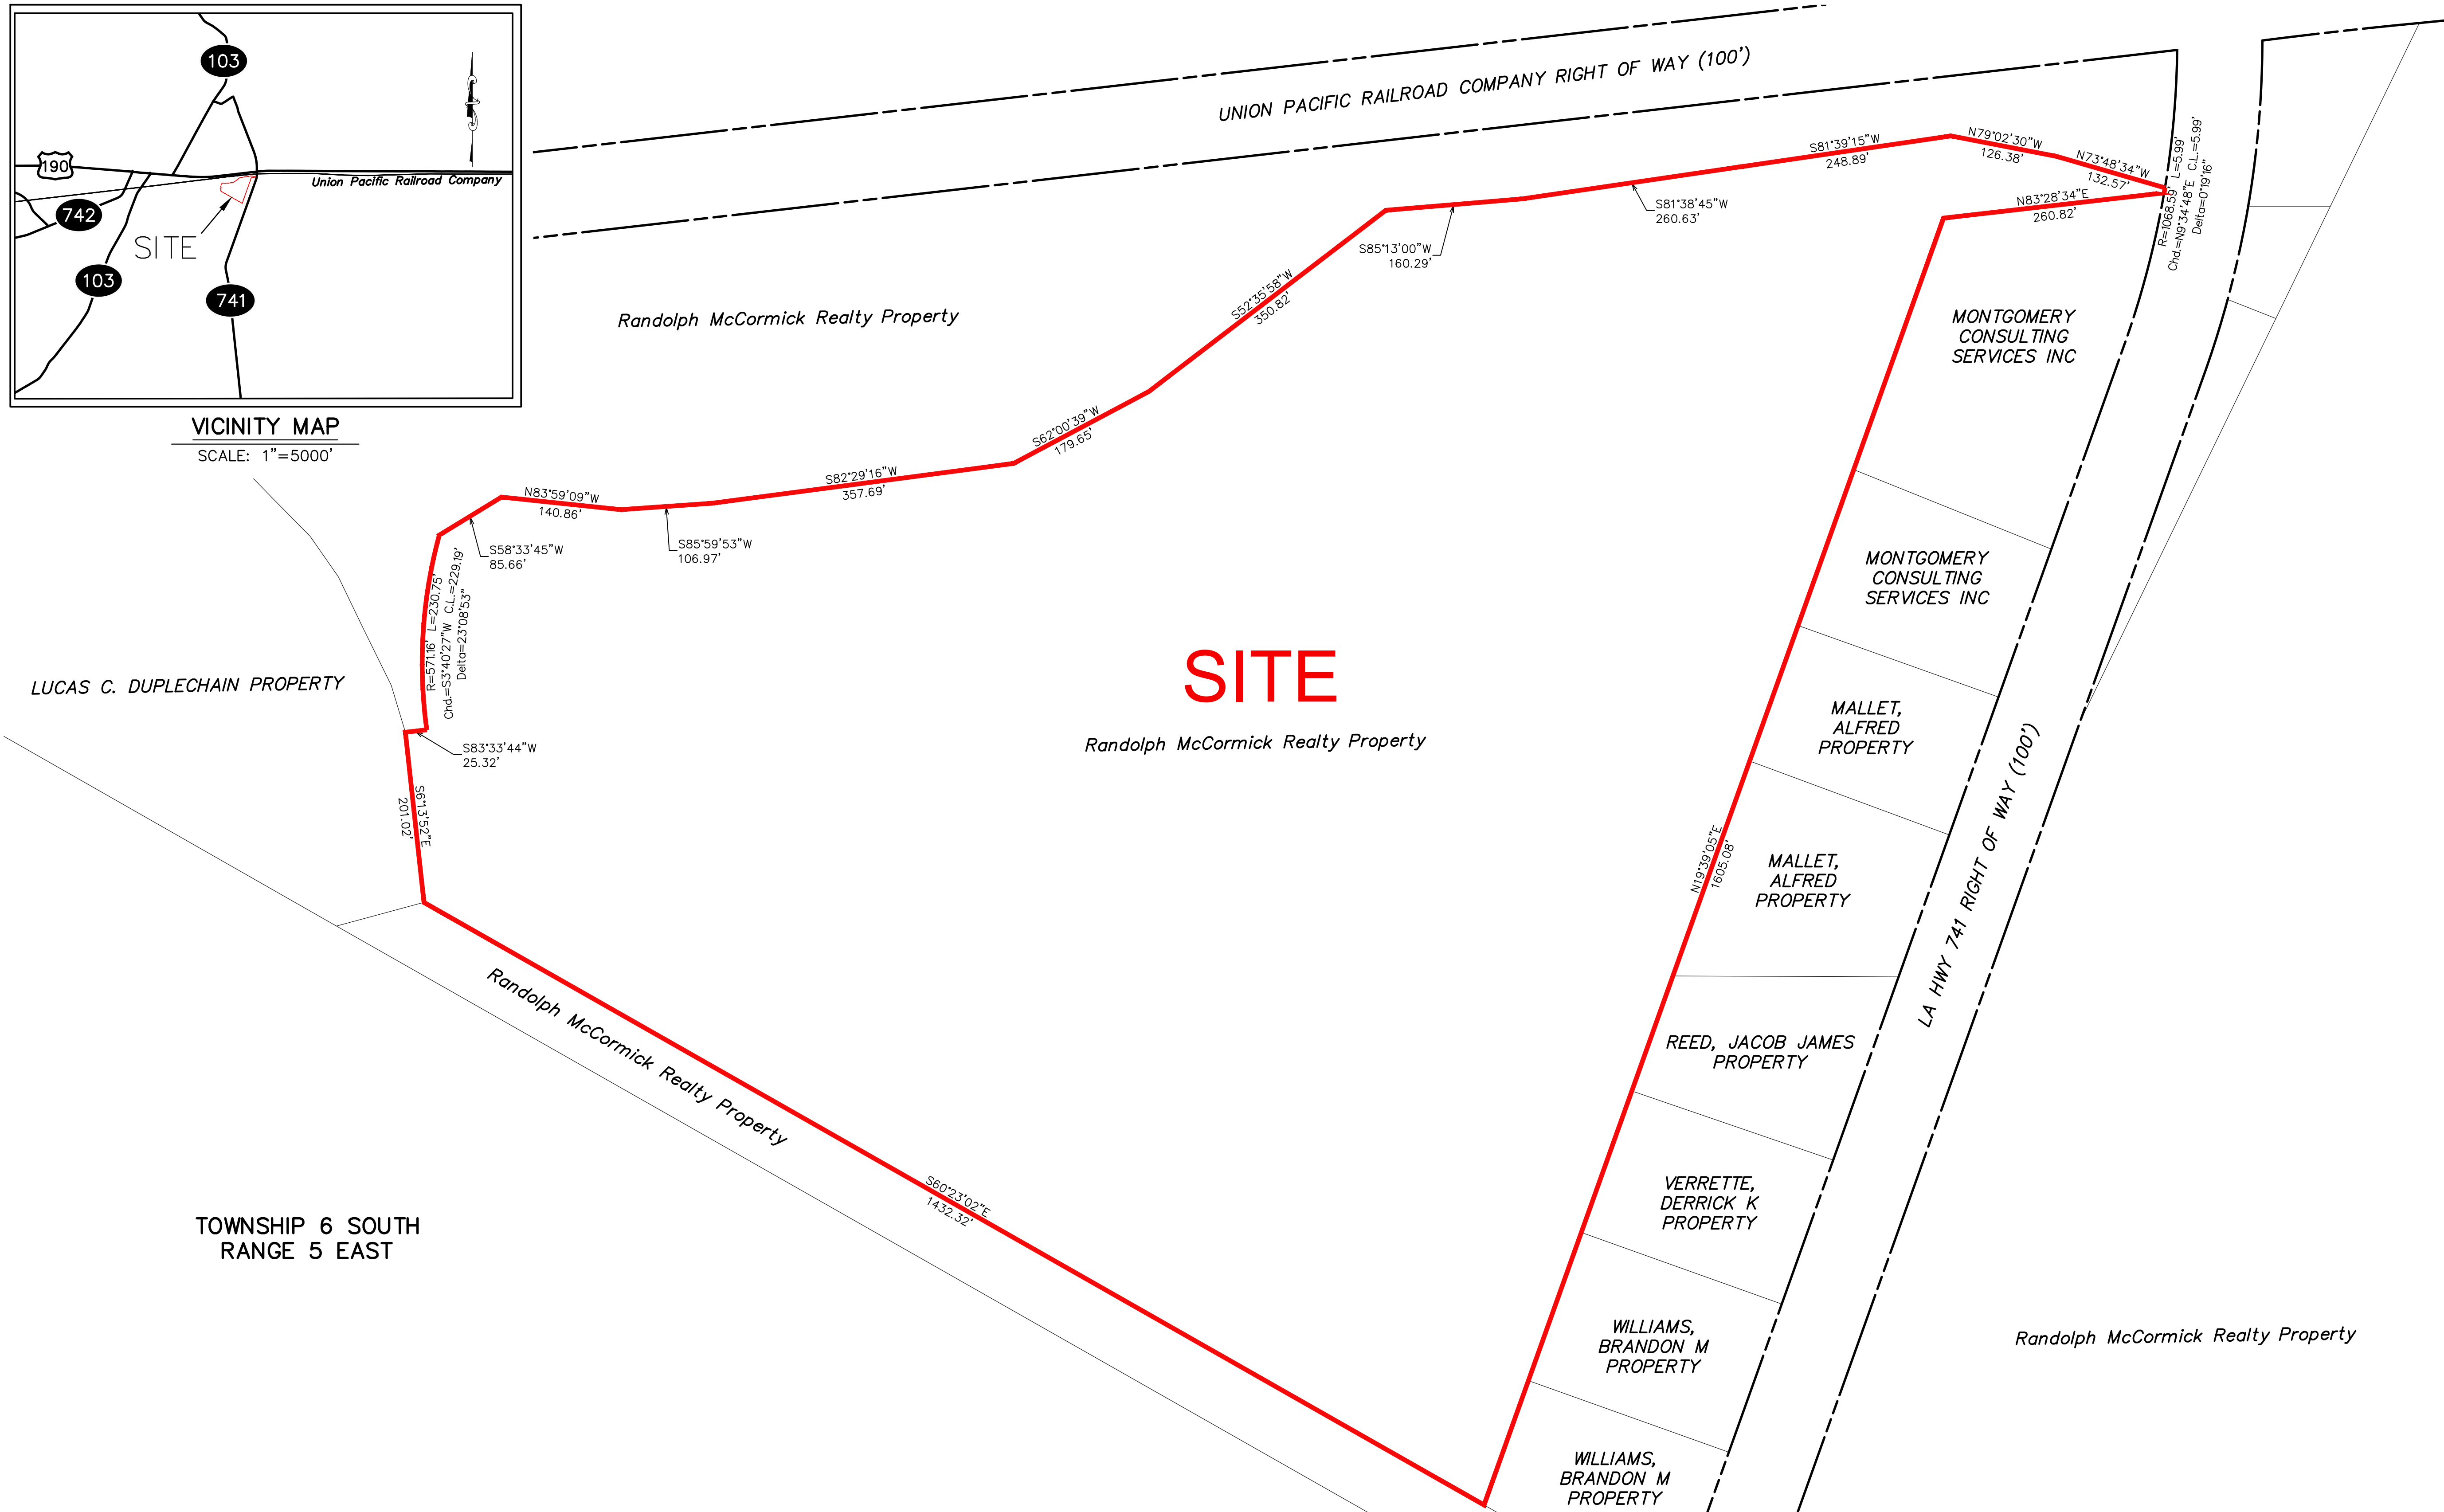 103
190
Union Pacific Railroad Company
742
SITE
103
741
VICINITY MAP
SCALE: 1"=5000'
UNION PACIFIC RAILROAD COMPANY RIGHT OF WAY (100')
S81°39'15"W
248.89'
N79°02'30"W
126.38'
N73°48'34"W
132.57'
R=1068.59' L=5.99'
Chd.=N9°34'48"E C.L.=5.99'
Delta=0°19'16"
N83°28'34"E
260.82'
S81°38'45"W
260.63'
S85°13'00"W
160.29'
S52°35'58"W
350.82'
Randolph McCormick Realty Property
S62°00'39"W
179.65'
S82°29'16"W
357.69'
N83°59'09"W
140.86'
S85°59'53"W
106.97'
S58°33'45"W
85.66'
R=571.16' L=230.75'
Chd.=S3°40'27"W C.L.=229.19'
Delta=23°08'53"
LUCAS C. DUPLECHAIN PROPERTY
S83°33'44"W
25.32'
S6°13'52"E
201.02'
SITE
Randolph McCormick Realty Property
MONTGOMERY
CONSULTING
SERVICES INC
MONTGOMERY
CONSULTING
SERVICES INC
MALLET,
ALFRED
PROPERTY
N19°39'05"E
1605.08'
MALLET,
ALFRED
PROPERTY
LA HWY 741 RIGHT OF WAY (100')
REED, JACOB JAMES
PROPERTY
VERRETTE,
DERRICK K
PROPERTY
WILLIAMS,
BRANDON M
PROPERTY
WILLIAMS,
BRANDON M
PROPERTY
Randolph McCormick Realty Property
S60°23'02"E
1432.32'
TOWNSHIP 6 SOUTH
RANGE 5 EAST
Randolph McCormick Realty Property